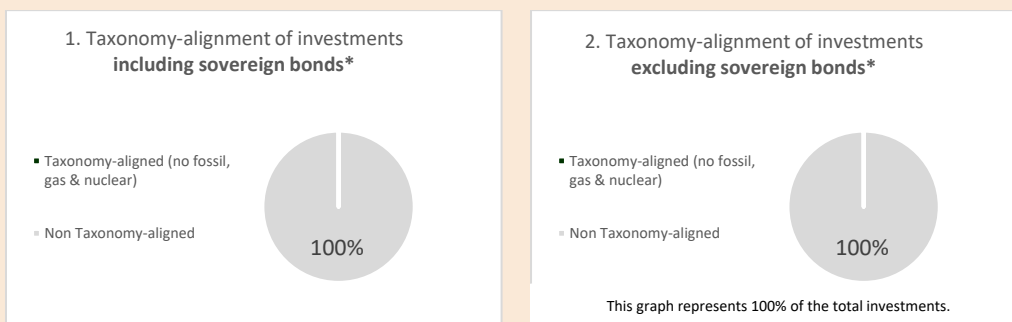 1. Taxonomy-alignment of investments
including sovereign bonds*
Taxonomy-aligned (no fossil,
gas & nuclear)
Non Taxonomy-aligned
100%
2. Taxonomy-alignment of investments
excluding sovereign bonds*
Taxonomy-aligned (no fossil,
gas & nuclear)
Non Taxonomy-aligned
100%
This graph represents 100% of the total investments.